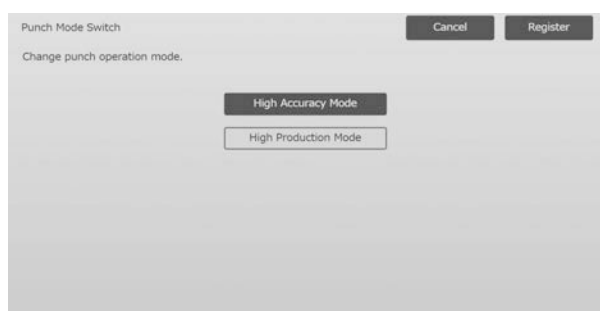 Punch Mode Switch
Cancel
Register
Change punch operation mode.
High Accuracy Mode
High Production Mode